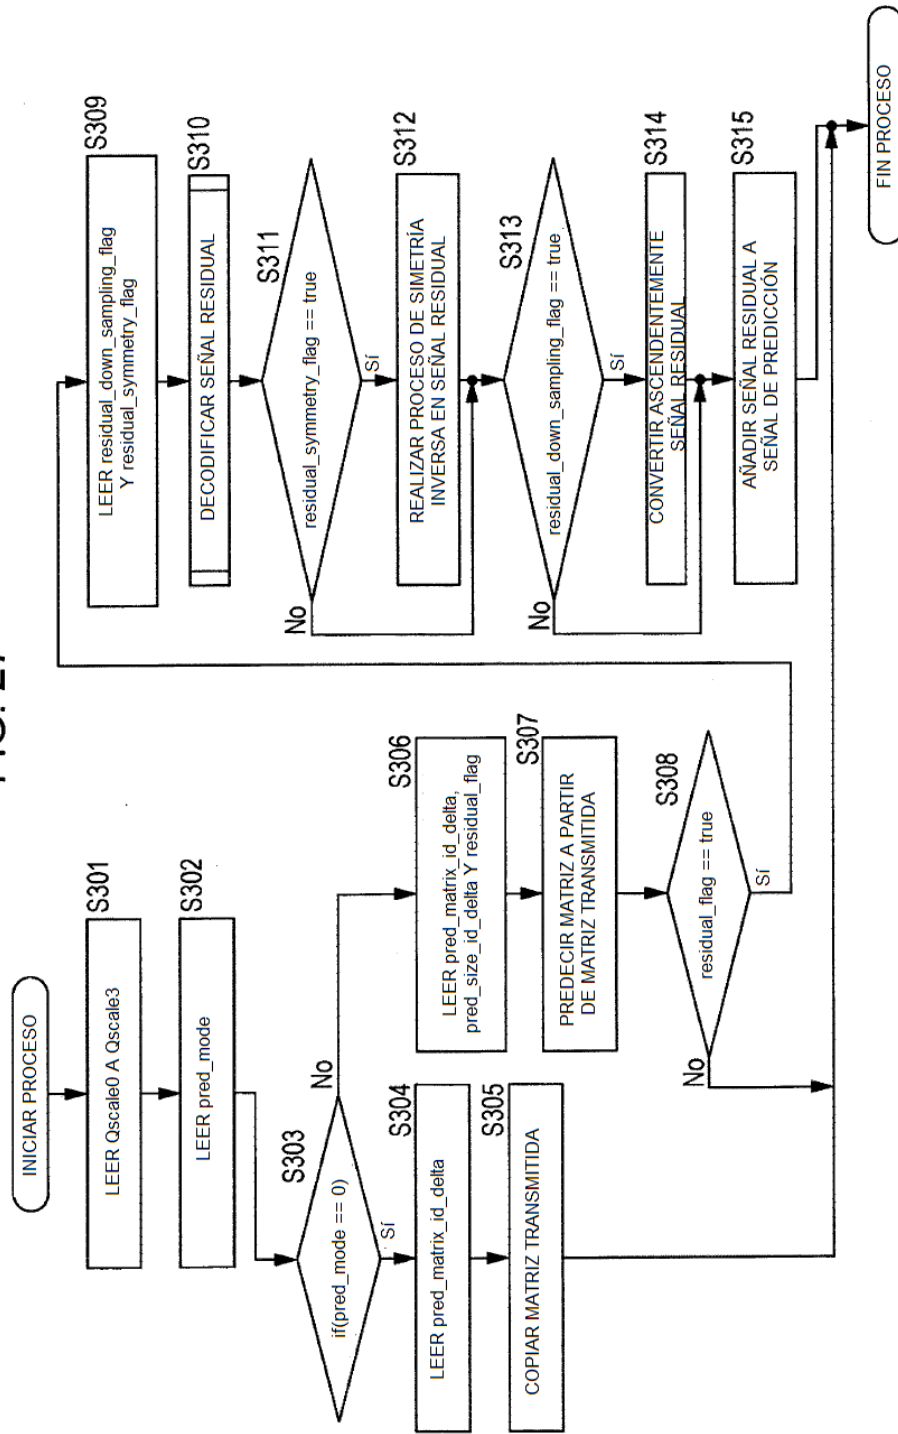 FIG. 27
INICIAR PROCESO
S301
LEER Qscale0 A Qscale3
S302
LEER pred_mode
S303
if(pred_mode == 0)
No
Sí
S304
LEER pred_matrix_id_delta
S305
COPIAR MATRIZ TRANSMITIDA
S306
LEER pred_matrix_id_delta,
pred_size_id_delta Y residual_flag
S307
PREDECIR MATRIZ A PARTIR
DE MATRIZ TRANSMITIDA
S308
residual_flag == true
No
Sí
S309
LEER residual_down_sampling_flag
Y residual_symmetry_flag
S310
DECODIFICAR SEÑAL RESIDUAL
S311
residual_symmetry_flag == true
No
Sí
S312
REALIZAR PROCESO DE SIMETRÍA
INVERSA EN SEÑAL RESIDUAL
S313
residual_down_sampling_flag == true
No
Sí
S314
CONVERTIR ASCENDENTEMENTE
SEÑAL RESIDUAL
S315
AÑADIR SEÑAL RESIDUAL A
SEÑAL DE PREDICCIÓN
FIN PROCESO